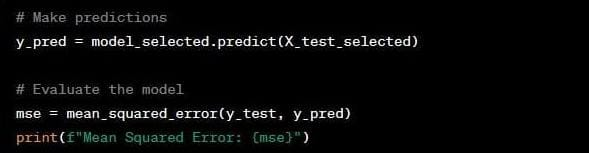 # Make predictions
y_pred = model_selected.predict(X_test_selected)
# Evaluate the model
mse = mean_squared_error(y_test, y_pred)
print(f"Mean Squared Error: {mse}")